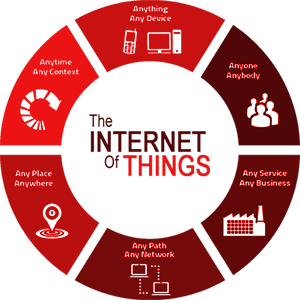 Anything
Any Device
Anyone
Anybody
Any Service
Any Business
Any Path
Any Network
Any Place
Anywhere
Anytime
Any Context
The
INTERNET
Of THINGS